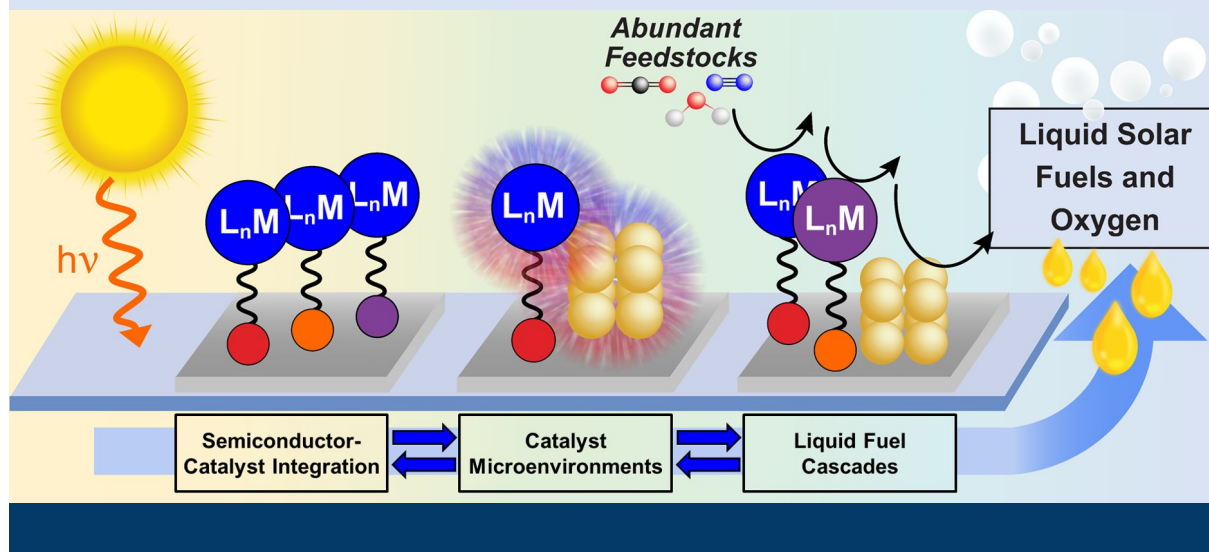 Abundant
Feedstocks
hν
LₙM
LₙM
LₙM
LₙM
LₙM
LₙM
Liquid Solar
Fuels and
Oxygen
Semiconductor-
Catalyst Integration
Catalyst
Microenvironments
Liquid Fuel
Cascades